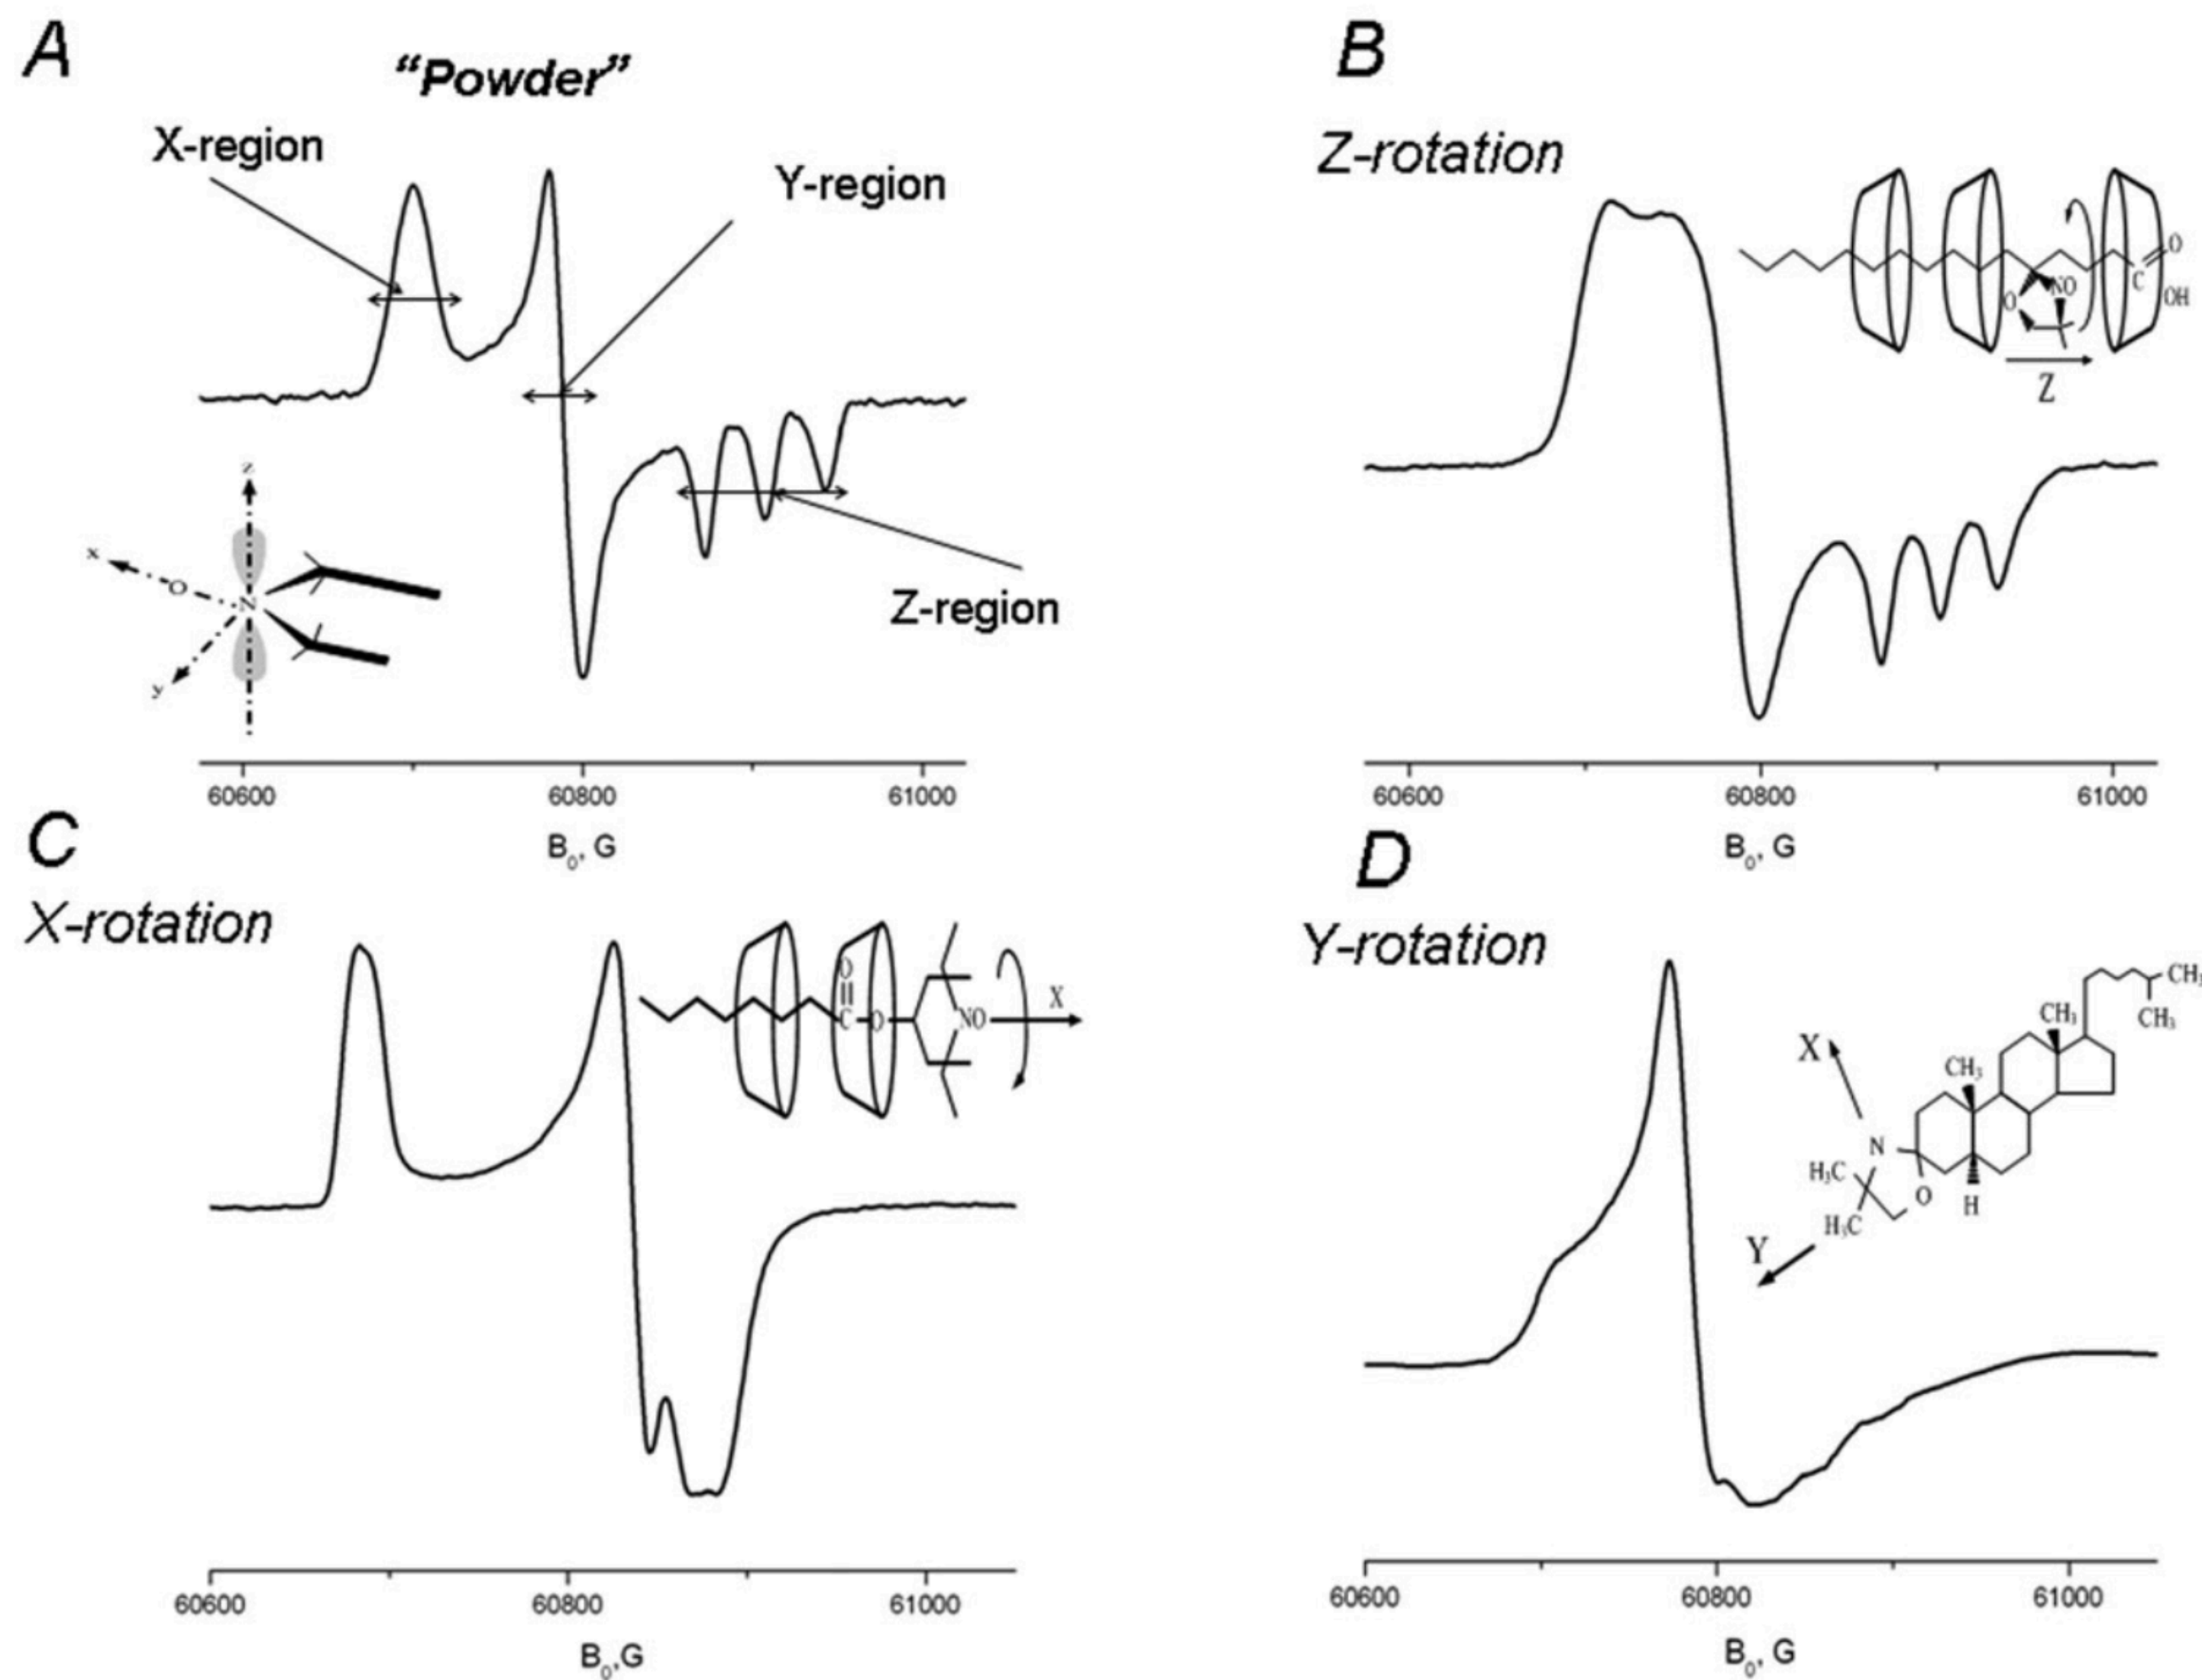 A
“Powder”
X-region
Y-region
Z-region
z
x
O
N
y
60600 60800 61000
B₀, G
B
Z-rotation
O
NO
O
C
OH
Z
60600 60800 61000
B₀, G
C
X-rotation
O
C
O
NO
X
60600 60800 61000
B₀,G
D
Y-rotation
CH₃
CH₃
CH₃
CH₃
X
N
H₃C
O
H
H₃C
Y
60600 60800 61000
B₀, G